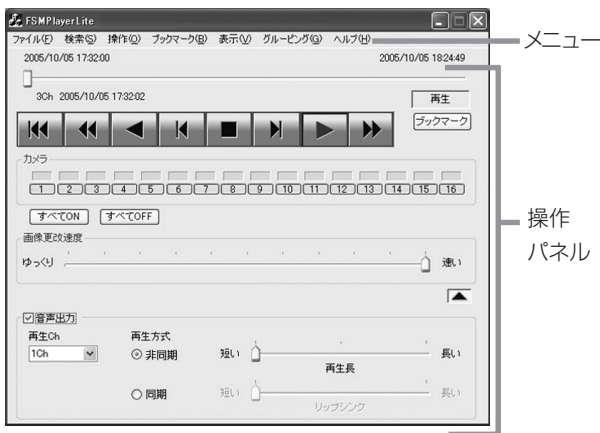 FSMPlayerLite
ファイル(F) 検索(S) 操作(O) ブックマーク(B) 表示(V) グルーピング(G) ヘルプ(H)
メニュー
2005/10/05 17:32:00 2005/10/05 18:24:49
3Ch 2005/10/05 17:32:02
再生
ブックマーク
カメラ
1 2 3 4 5 6 7 8 9 10 11 12 13 14 15 16
すべてON すべてOFF
操作
パネル
画像更改速度
ゆっくり 速い
音声出力
再生Ch 再生方式
1Ch 非同期 短い 長い
再生長
同期 短い 長い
リップシンク